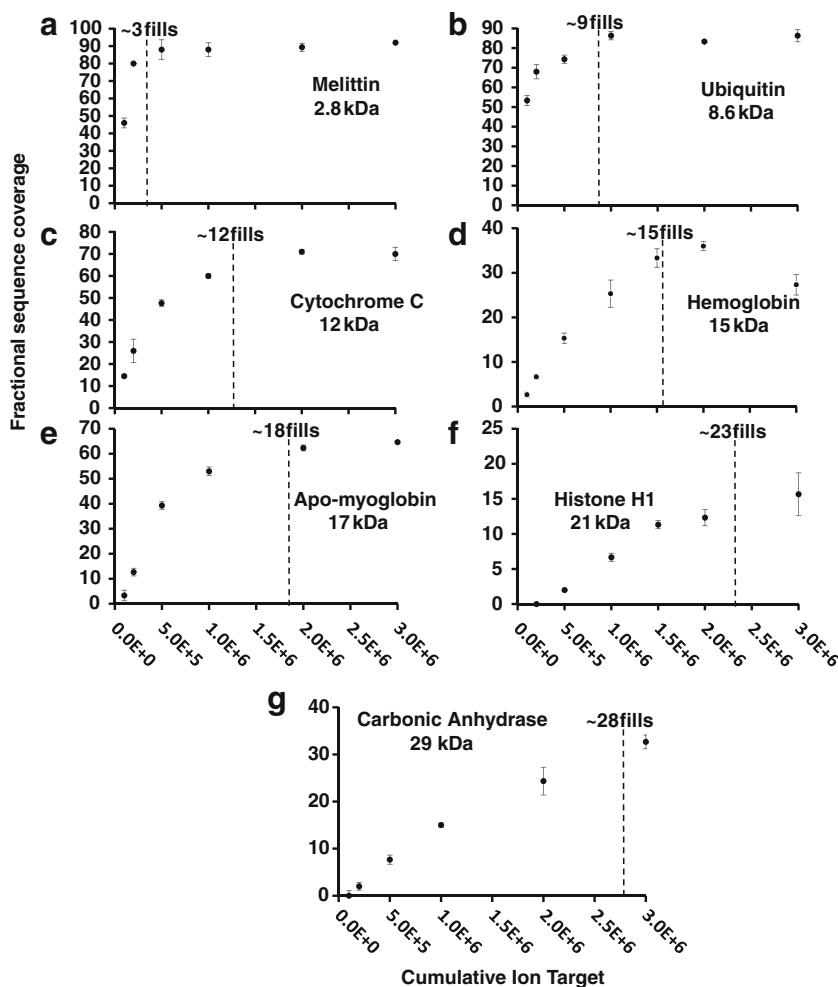 Fractional sequence coverage
a
~3fills
100
90
80
70
60
50
40
30
20
10
0
Melittin
2.8 kDa
b
~9fills
90
80
70
60
50
40
30
20
10
0
Ubiquitin
8.6 kDa
c
~12fills
80
70
60
50
40
30
20
10
0
Cytochrome C
12 kDa
d
~15fills
40
30
20
10
0
Hemoglobin
15 kDa
e
~18fills
70
60
50
40
30
20
10
0
Apo-myoglobin
17 kDa
0.0E+0
5.0E+5
1.0E+6
1.5E+6
2.0E+6
2.5E+6
3.0E+6
f
~23fills
25
20
15
10
5
0
Histone H1
21 kDa
0.0E+0
5.0E+5
1.0E+6
1.5E+6
2.0E+6
2.5E+6
3.0E+6
g
Carbonic Anhydrase
29 kDa
~28fills
40
30
20
10
0
0.0E+0
5.0E+5
1.0E+6
1.5E+6
2.0E+6
2.5E+6
3.0E+6
Cumulative Ion Target